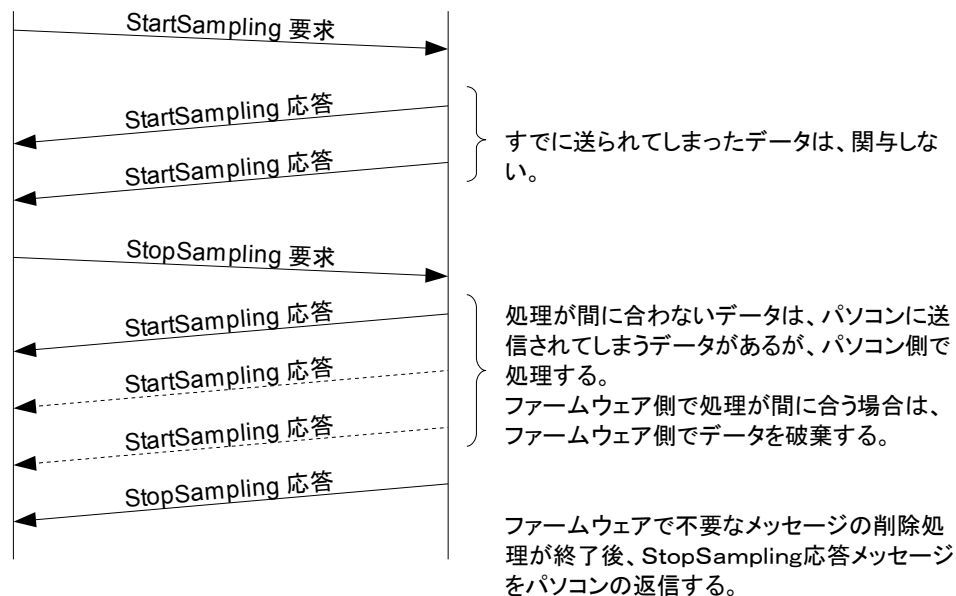 StartSampling 要求
StartSampling 応答
StartSampling 応答
すでに送られてしまったデータは、関与しな
い。
StopSampling 要求
StartSampling 応答
StartSampling 応答
StartSampling 応答
処理が間に合わないデータは、パソコンに送
信されてしまうデータがあるが、パソコン側で
処理する。
ファームウェア側で処理が間に合う場合は、
ファームウェア側でデータを破棄する。
StopSampling 応答
ファームウェアで不要なメッセージの削除処
理が終了後、StopSampling応答メッセージ
をパソコンの返信する。